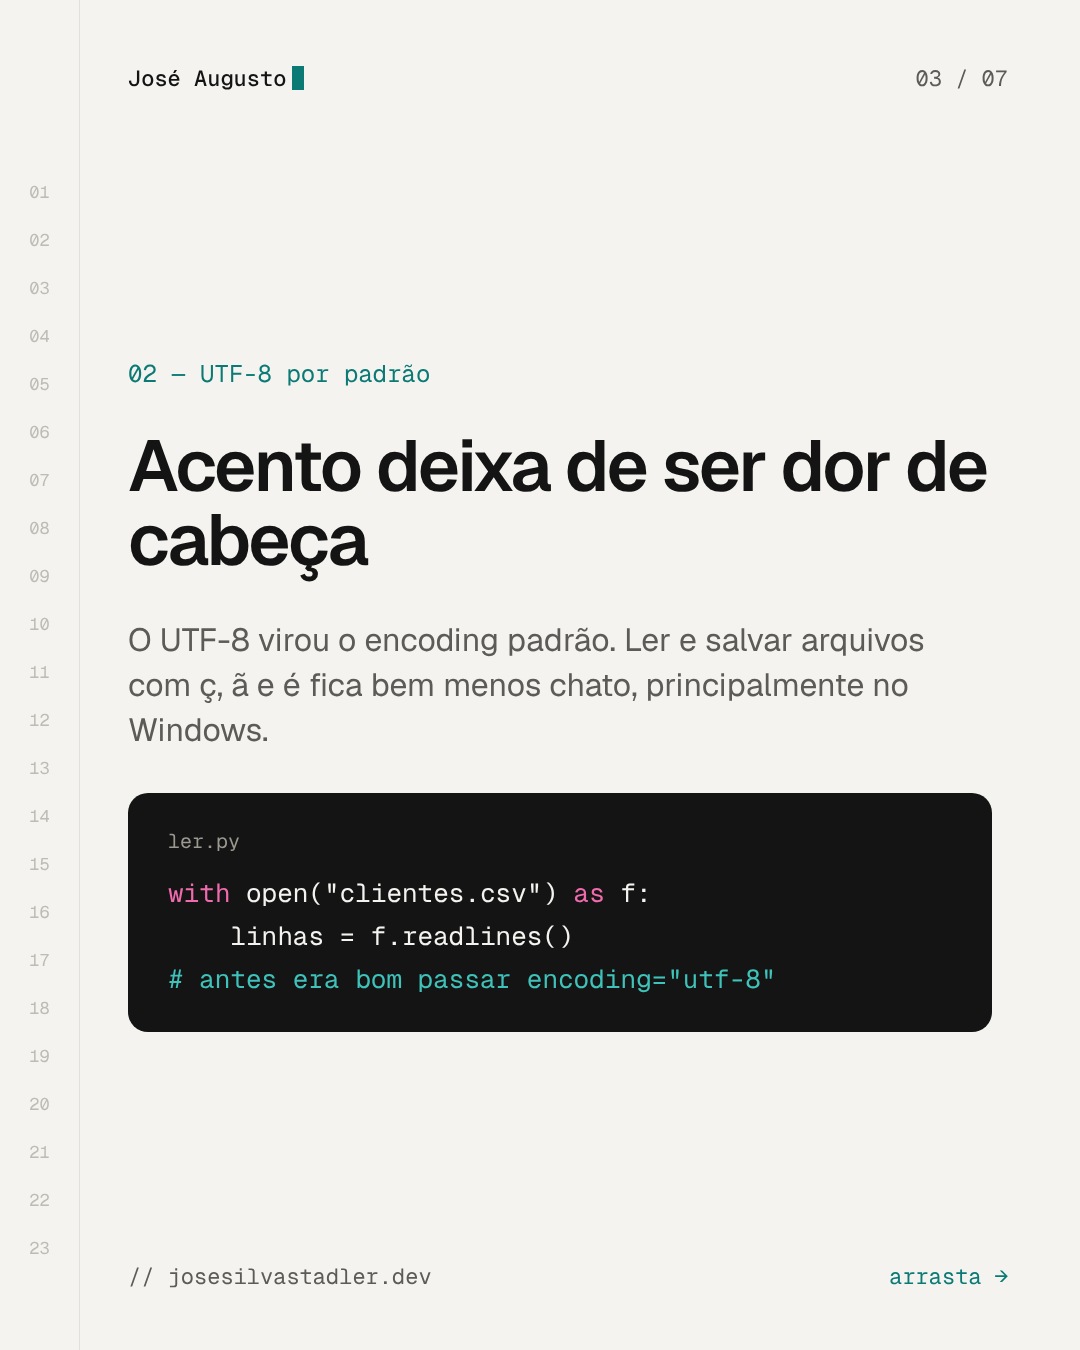 José Augusto
03 / 07
01
02
03
04
05
06
07
08
09
10
11
12
13
14
15
16
17
18
19
20
21
22
23
02 — UTF-8 por padrão
Acento deixa de ser dor de
cabeça
O UTF-8 virou o encoding padrão. Ler e salvar arquivos
com ç, ã e é fica bem menos chato, principalmente no
Windows.
ler.py
with open("clientes.csv") as f:
    linhas = f.readlines()
# antes era bom passar encoding="utf-8"
// josesilvastadler.dev
arrasta →